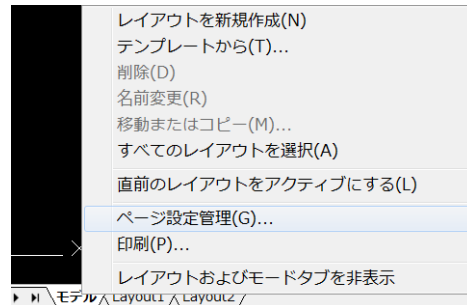 レイアウトを新規作成(N)
テンプレートから(T)...
削除(D)
名前変更(R)
移動またはコピー(M)...
すべてのレイアウトを選択(A)
直前のレイアウトをアクティブにする(L)
ページ設定管理(G)...
印刷(P)...
レイアウトおよびモードタブを非表示
モデル Layout1 Layout2